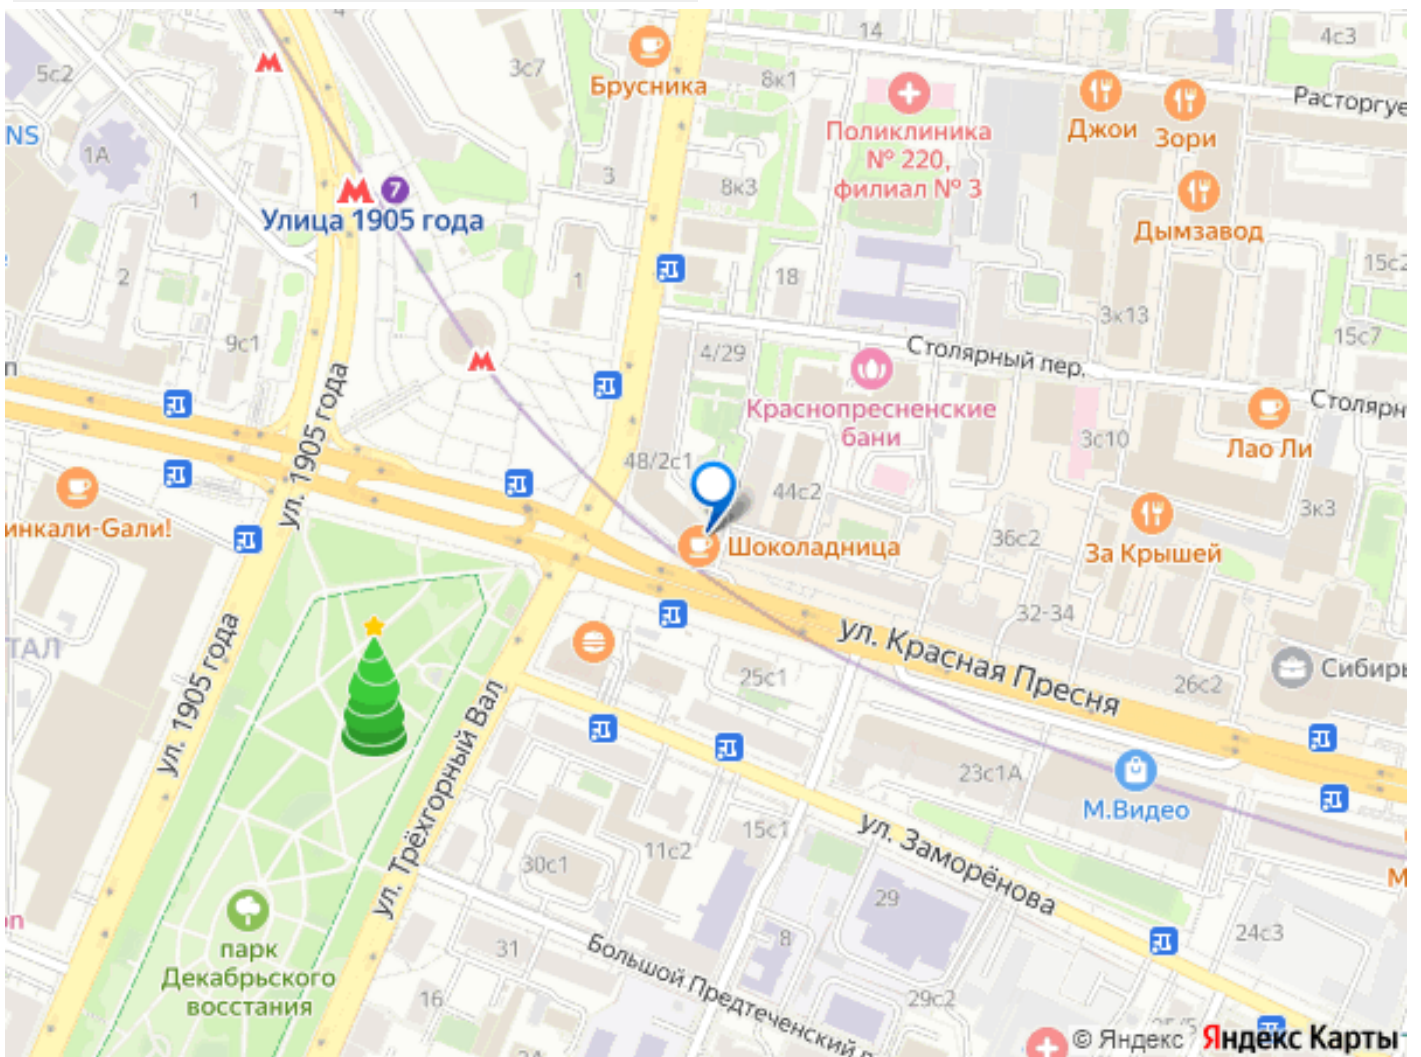 4
14
4с3
5с2
3с7
Брусника
8к1
Расторгуе
Джои
Зори
NS
1А
Поликлиника
№ 220,
филиал № 3
3
8к3
1
7
Улица 1905 года
Дымзавод
2
1
18
15с2
3к13
9с1
4/29
Столярный пер.
15с7
ул. 1905 года
Краснопресненские
бани
Столярн
3с10
Лао Ли
48/2с1
44с2
инкали-Gали!
3к3
36с2
Шоколадница
За Крышей
32-34
ул. 1905 года
ТАЛ
ул. Красная Пресня
25с1
26с2
Сибирь
ул. Трёхгорный Вал
23с1А
М.Видео
15с1
ул. Заморёнова
11с2
30с1
М
29
парк
Декабрьского
восстания
31
8
24с3
Большой Предтеченский п
16
29с2
© Яндекс
Яндекс Карты